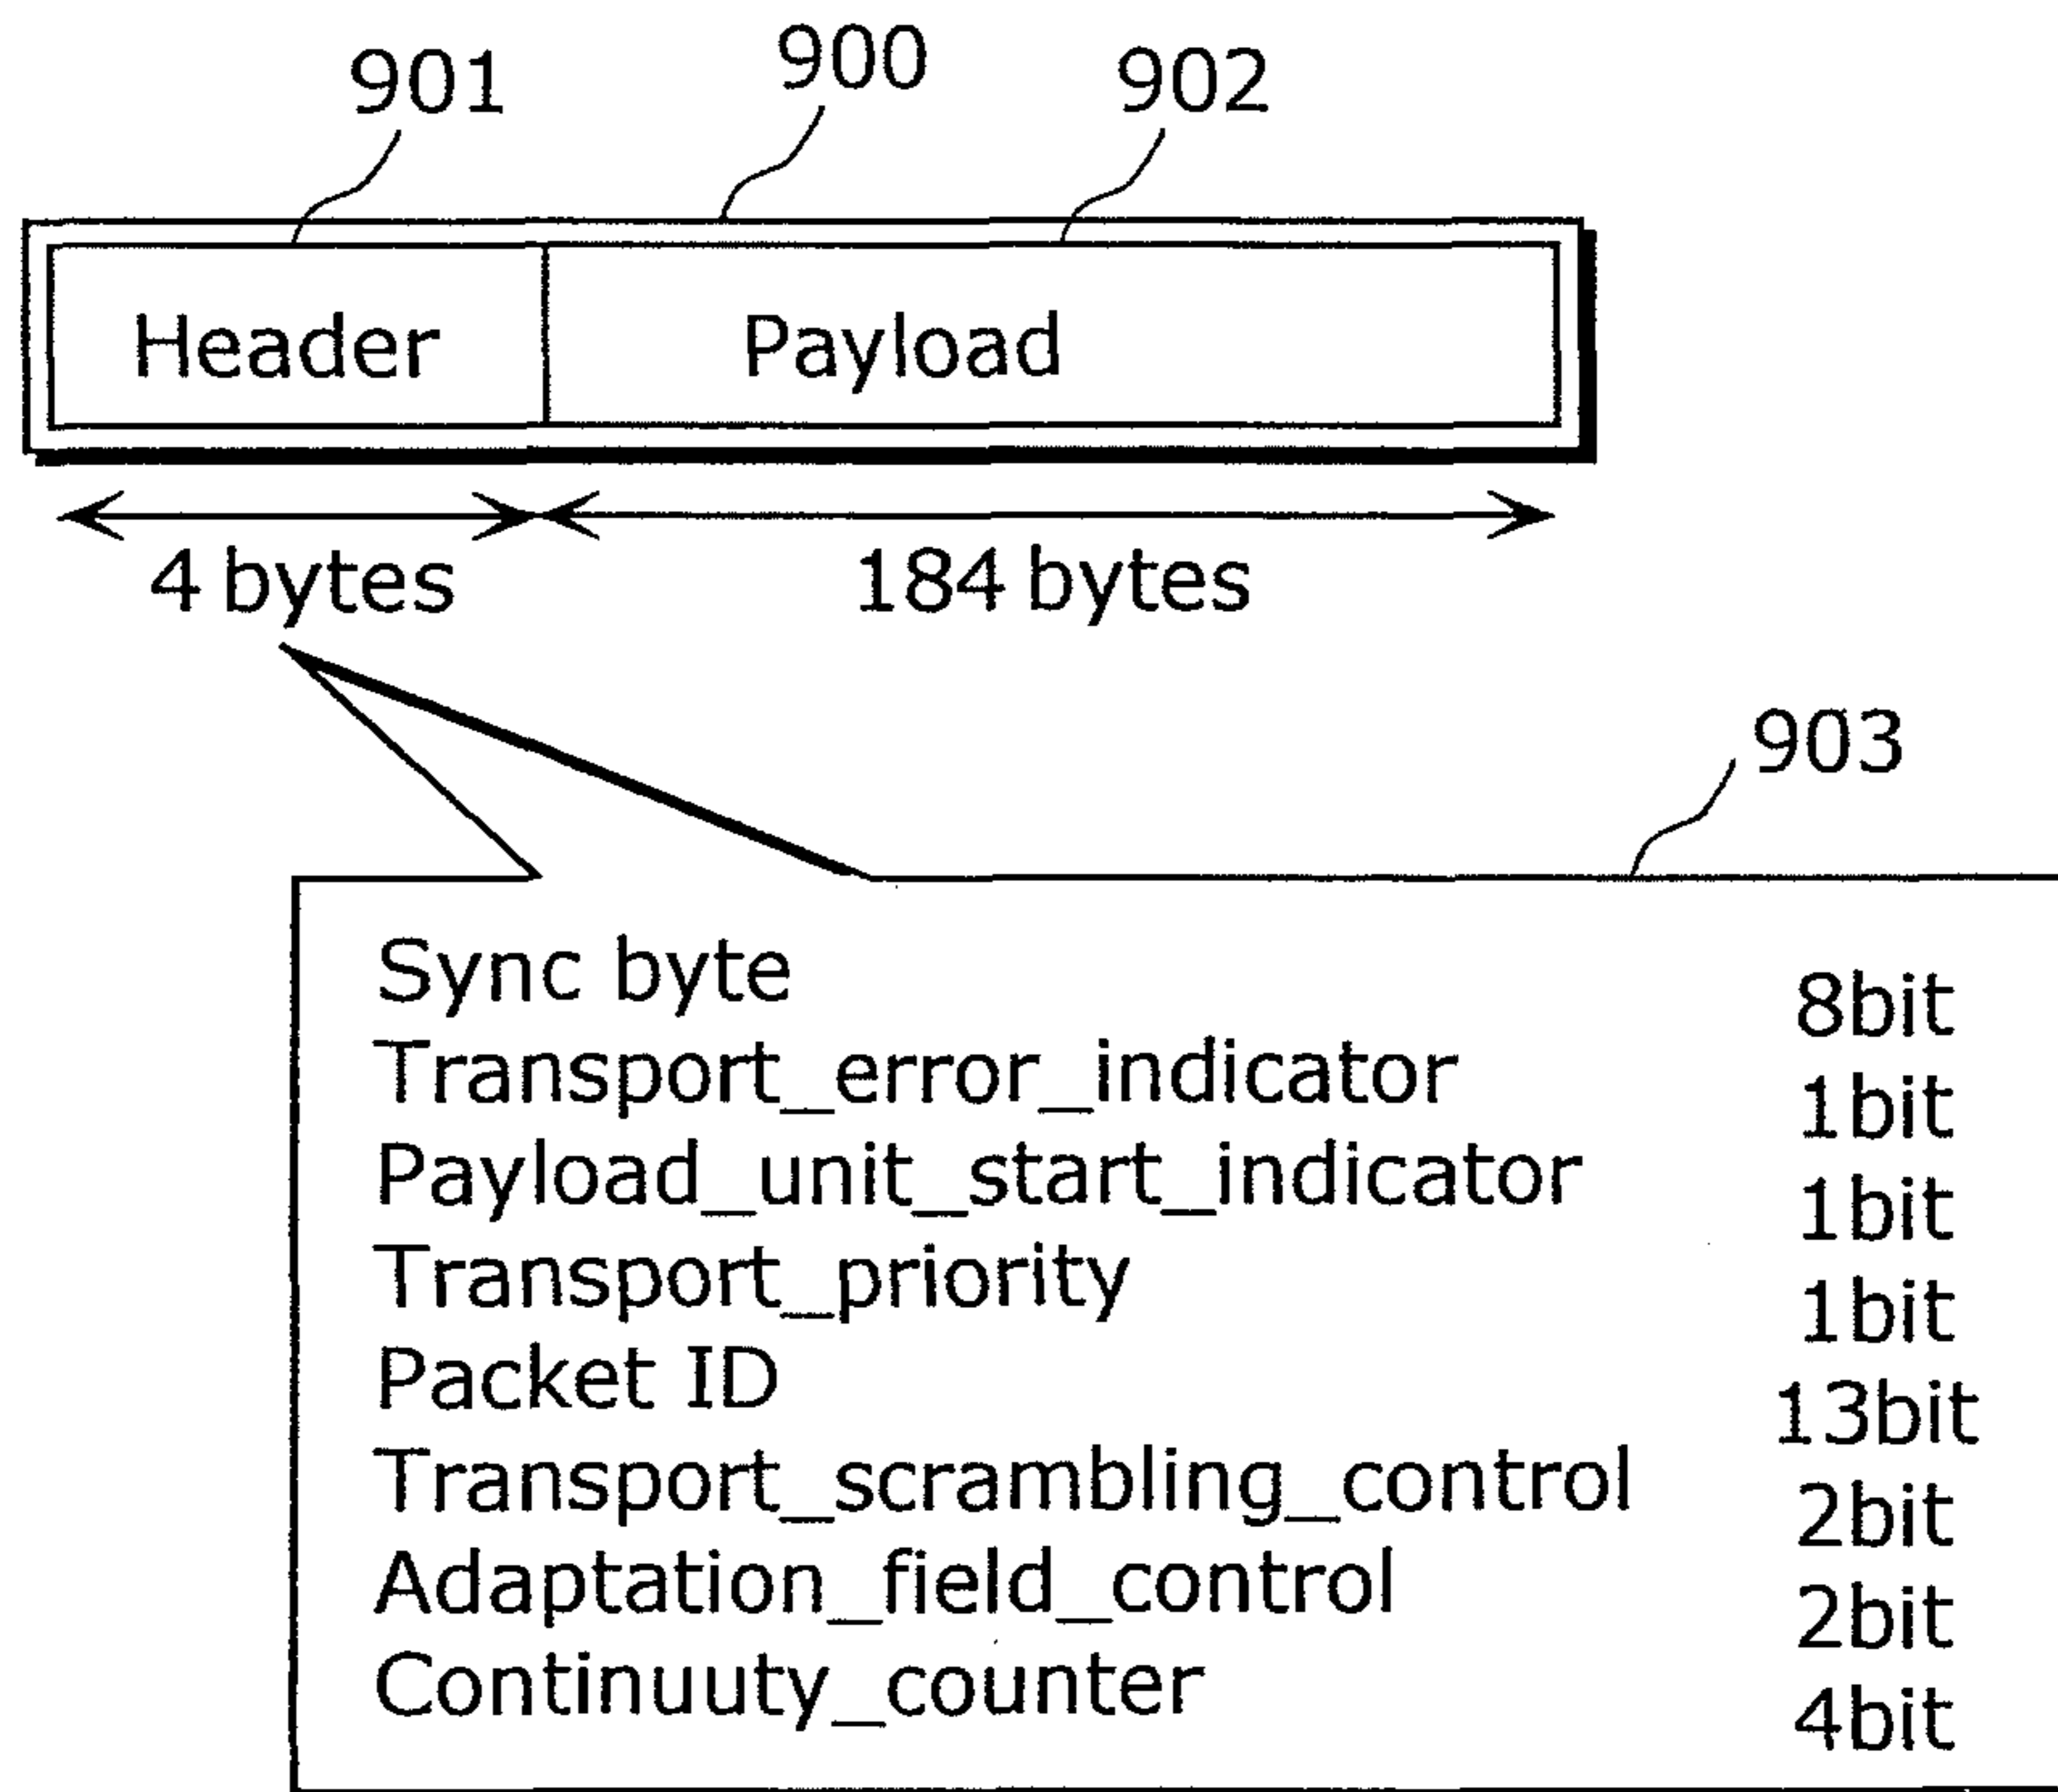 901 900 902
Header Payload
4 bytes 184 bytes
903
Sync byte 8bit
Transport_error_indicator 1bit
Payload_unit_start_indicator 1bit
Transport_priority 1bit
Packet ID 13bit
Transport_scrambling_control 2bit
Adaptation_field_control 2bit
Continuuty_counter 4bit